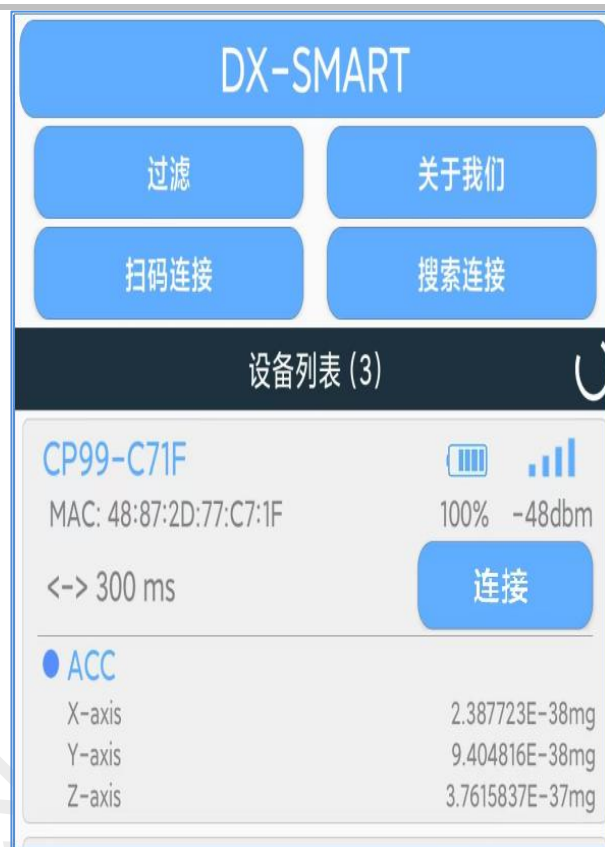 DX-SMART
过滤 关于我们
扫码连接 搜索连接
设备列表 (3)
CP99-C71F
MAC: 48:87:2D:77:C7:1F 100% -48dbm
<-> 300 ms 连接
ACC
X-axis 2.387723E-38mg
Y-axis 9.404816E-38mg
Z-axis 3.7615837E-37mg